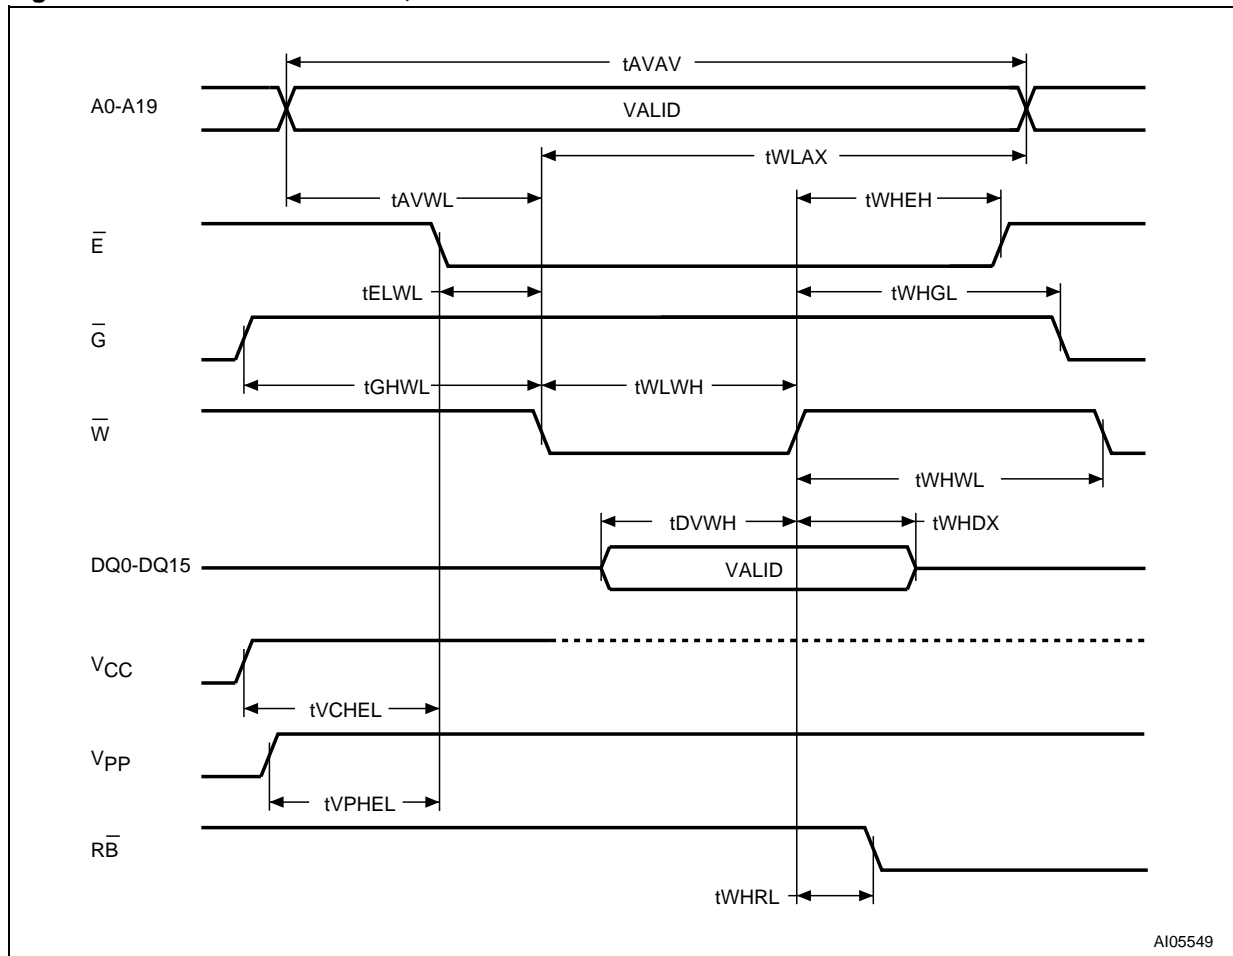 tAVAV
A0-A19
VALID
tWLAX
tAVWL
tWHEH
E̅
tELWL
tWHGL
G̅
tGHWL
tWLWH
W̅
tWHWL
tDVWH
tWHDX
DQ0-DQ15
VALID
VCC
tVCHEL
VPP
tVPHEL
RB̅
tWHRL
AI05549